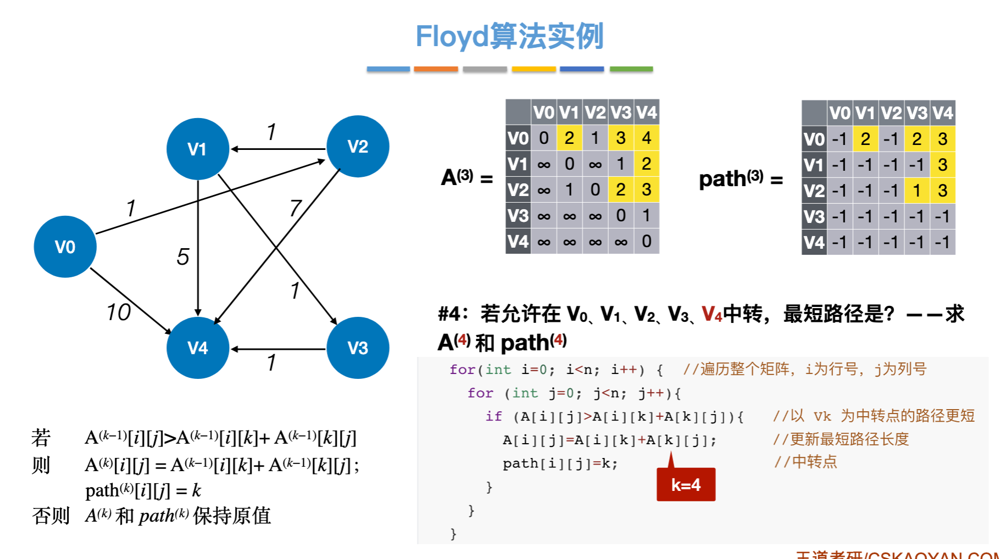 Floyd算法实例
V1
V2
V0
V4
V3
1
1
7
5
1
10
1
A(3) =
V0 V1 V2 V3 V4
V0 0 2 1 3 4
V1 ∞ 0 ∞ 1 2
V2 ∞ 1 0 2 3
V3 ∞ ∞ ∞ 0 1
V4 ∞ ∞ ∞ ∞ 0
path(3) =
V0 V1 V2 V3 V4
V0 -1 2 -1 2 3
V1 -1 -1 -1 -1 3
V2 -1 -1 -1 1 3
V3 -1 -1 -1 -1 -1
V4 -1 -1 -1 -1 -1
#4：若允许在 V0、V1、V2、V3、V4中转，最短路径是？——求
A(4) 和 path(4)
for(int i=0; i<n; i++) { //遍历整个矩阵，i为行号，j为列号
for (int j=0; j<n; j++){
if (A[i][j]>A[i][k]+A[k][j]){ //以 Vk 为中转点的路径更短
A[i][j]=A[i][k]+A[k][j]; //更新最短路径长度
path[i][j]=k; //中转点
}
}
}
k=4
若 A(k−1)[i][j]>A(k−1)[i][k]+ A(k−1)[k][j]
则 A(k)[i][j] = A(k−1)[i][k]+ A(k−1)[k][j]；
path(k)[i][j] = k
否则 A(k) 和 path(k) 保持原值
王道考研/CSKAOYAN.COM